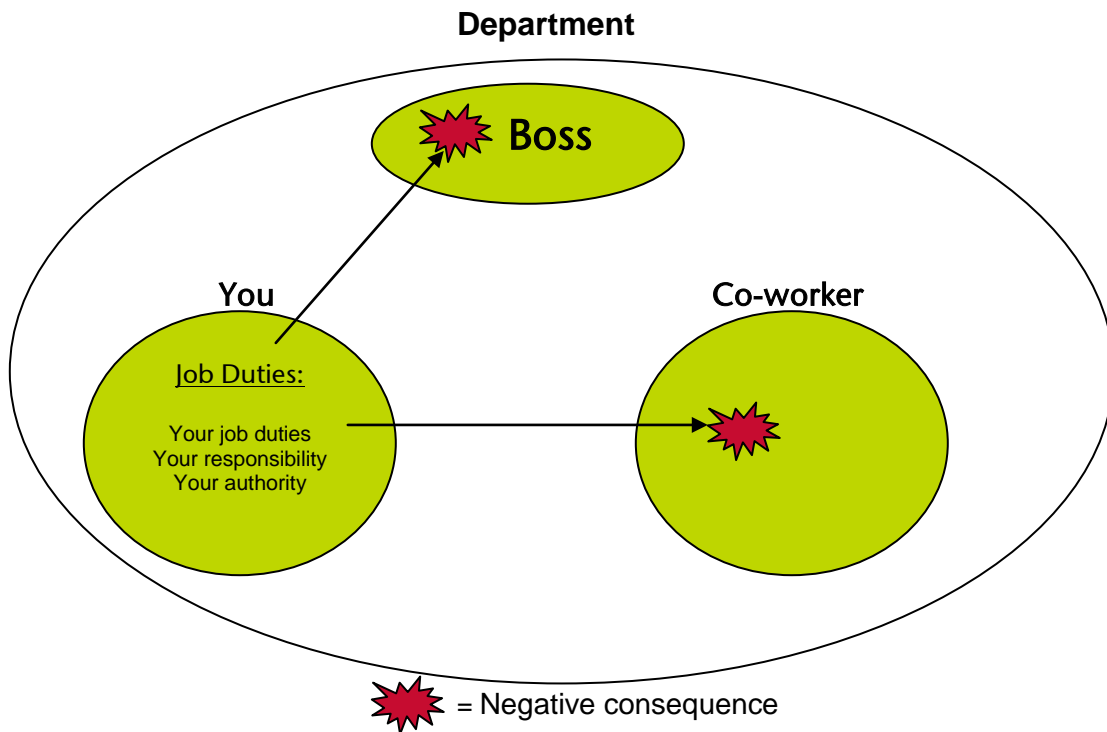 Department
Boss
You
Co-worker
Job Duties:
Your job duties
Your responsibility
Your authority
= Negative consequence